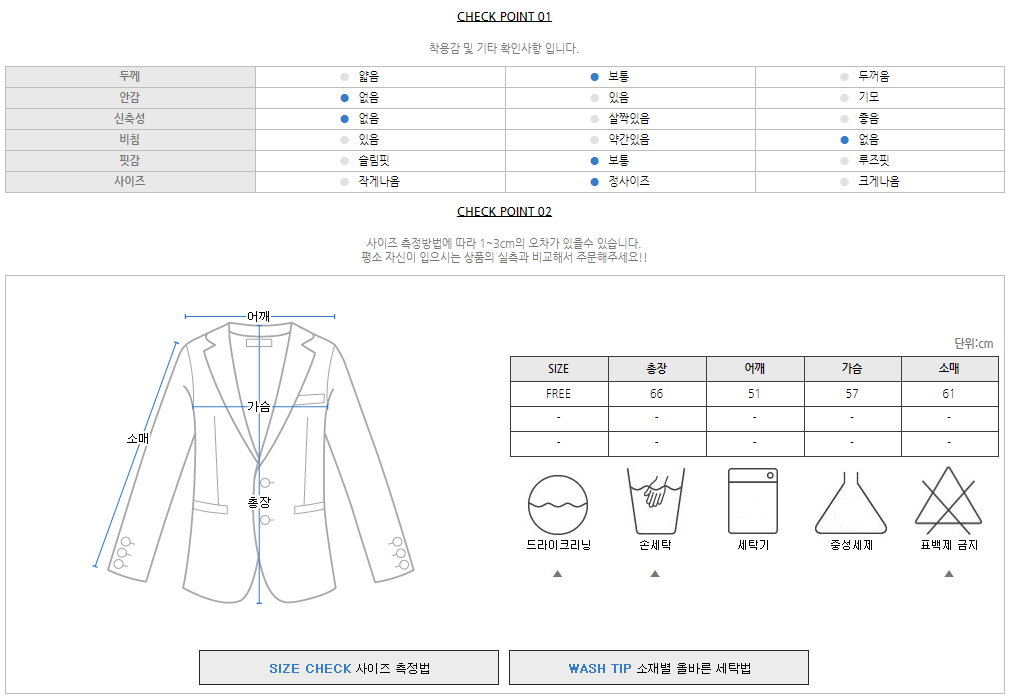 CHECK POINT 01
착용감 및 기타 확인사항 입니다.
두께 얇음 보통 두꺼움
안감 없음 있음 기모
신축성 없음 살짝있음 좋음
비침 있음 약간있음 없음
핏감 슬림핏 보통 루즈핏
사이즈 작게나옴 정사이즈 크게나옴
CHECK POINT 02
사이즈 측정방법에 따라 1~3cm의 오차가 있을수 있습니다.
평소 자신이 입으시는 상품의 실측과 비교해서 주문해주세요!!
어깨
가슴
소매
총장
단위:cm
SIZE 총장 어깨 가슴 소매
FREE 66 51 57 61
- - - - -
- - - - -
드라이크리닝 손세탁 세탁기 중성세제 표백제 금지
SIZE CHECK 사이즈 측정법 WASH TIP 소재별 올바른 세탁법